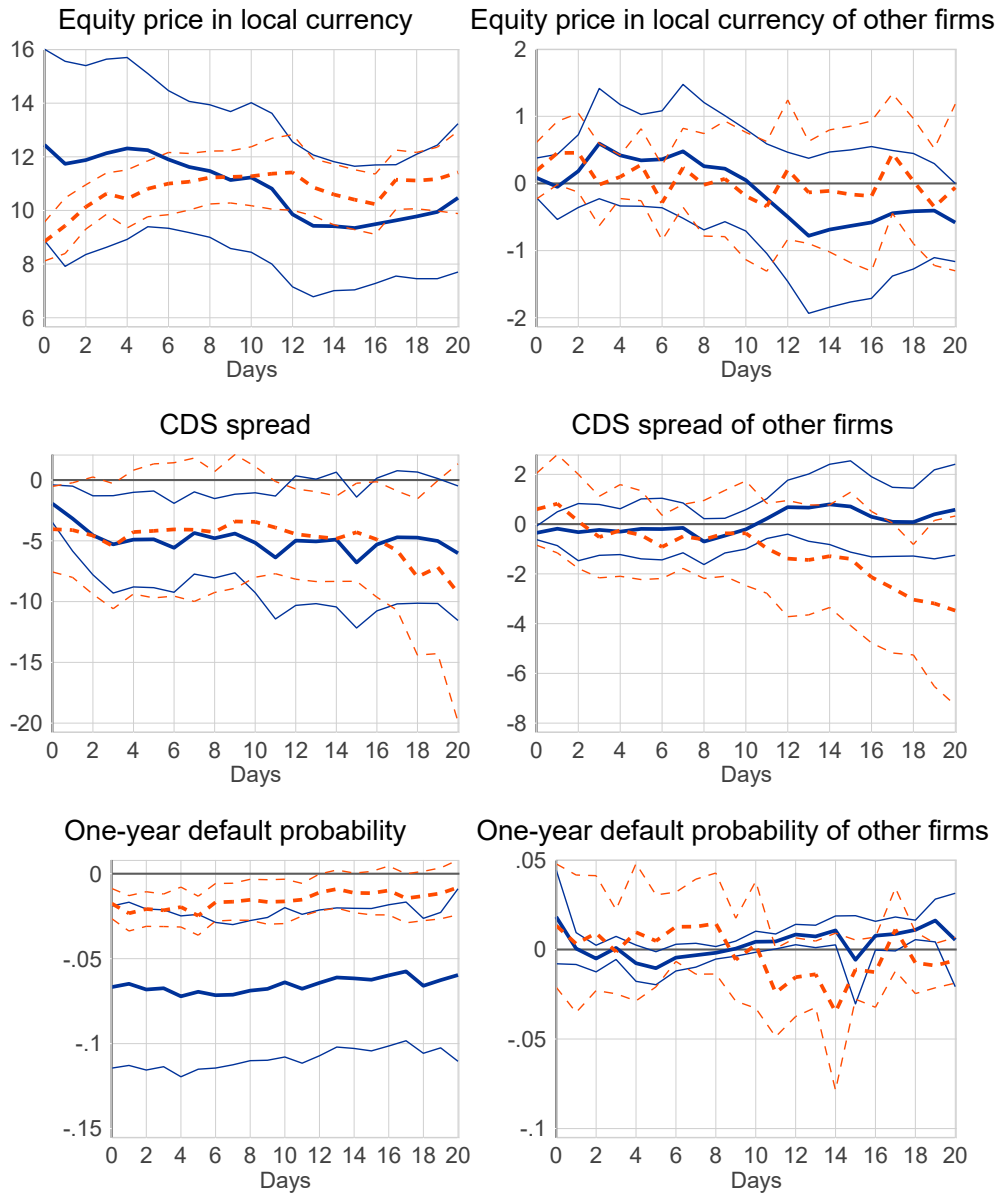 Equity price in local currency
16
14
12
10
8
6
0 2 4 6 8 10 12 14 16 18 20
Days
Equity price in local currency of other firms
2
1
0
-1
-2
0 2 4 6 8 10 12 14 16 18 20
Days
CDS spread
0
-5
-10
-15
-20
0 2 4 6 8 10 12 14 16 18 20
Days
CDS spread of other firms
2
0
-2
-4
-6
-8
0 2 4 6 8 10 12 14 16 18 20
Days
One-year default probability
0
-.05
-.1
-.15
0 2 4 6 8 10 12 14 16 18 20
Days
One-year default probability of other firms
.05
0
-.05
-.1
0 2 4 6 8 10 12 14 16 18 20
Days